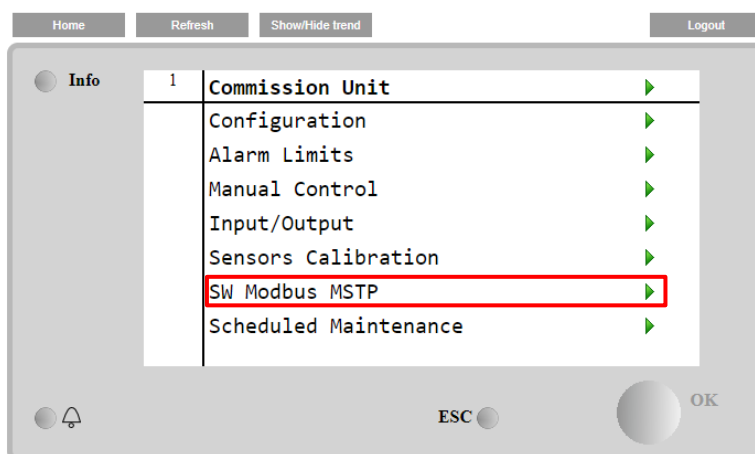 Home Refresh Show/Hide trend Logout
Info
1 Commission Unit
Configuration
Alarm Limits
Manual Control
Input/Output
Sensors Calibration
SW Modbus MSTP
Scheduled Maintenance
ESC OK